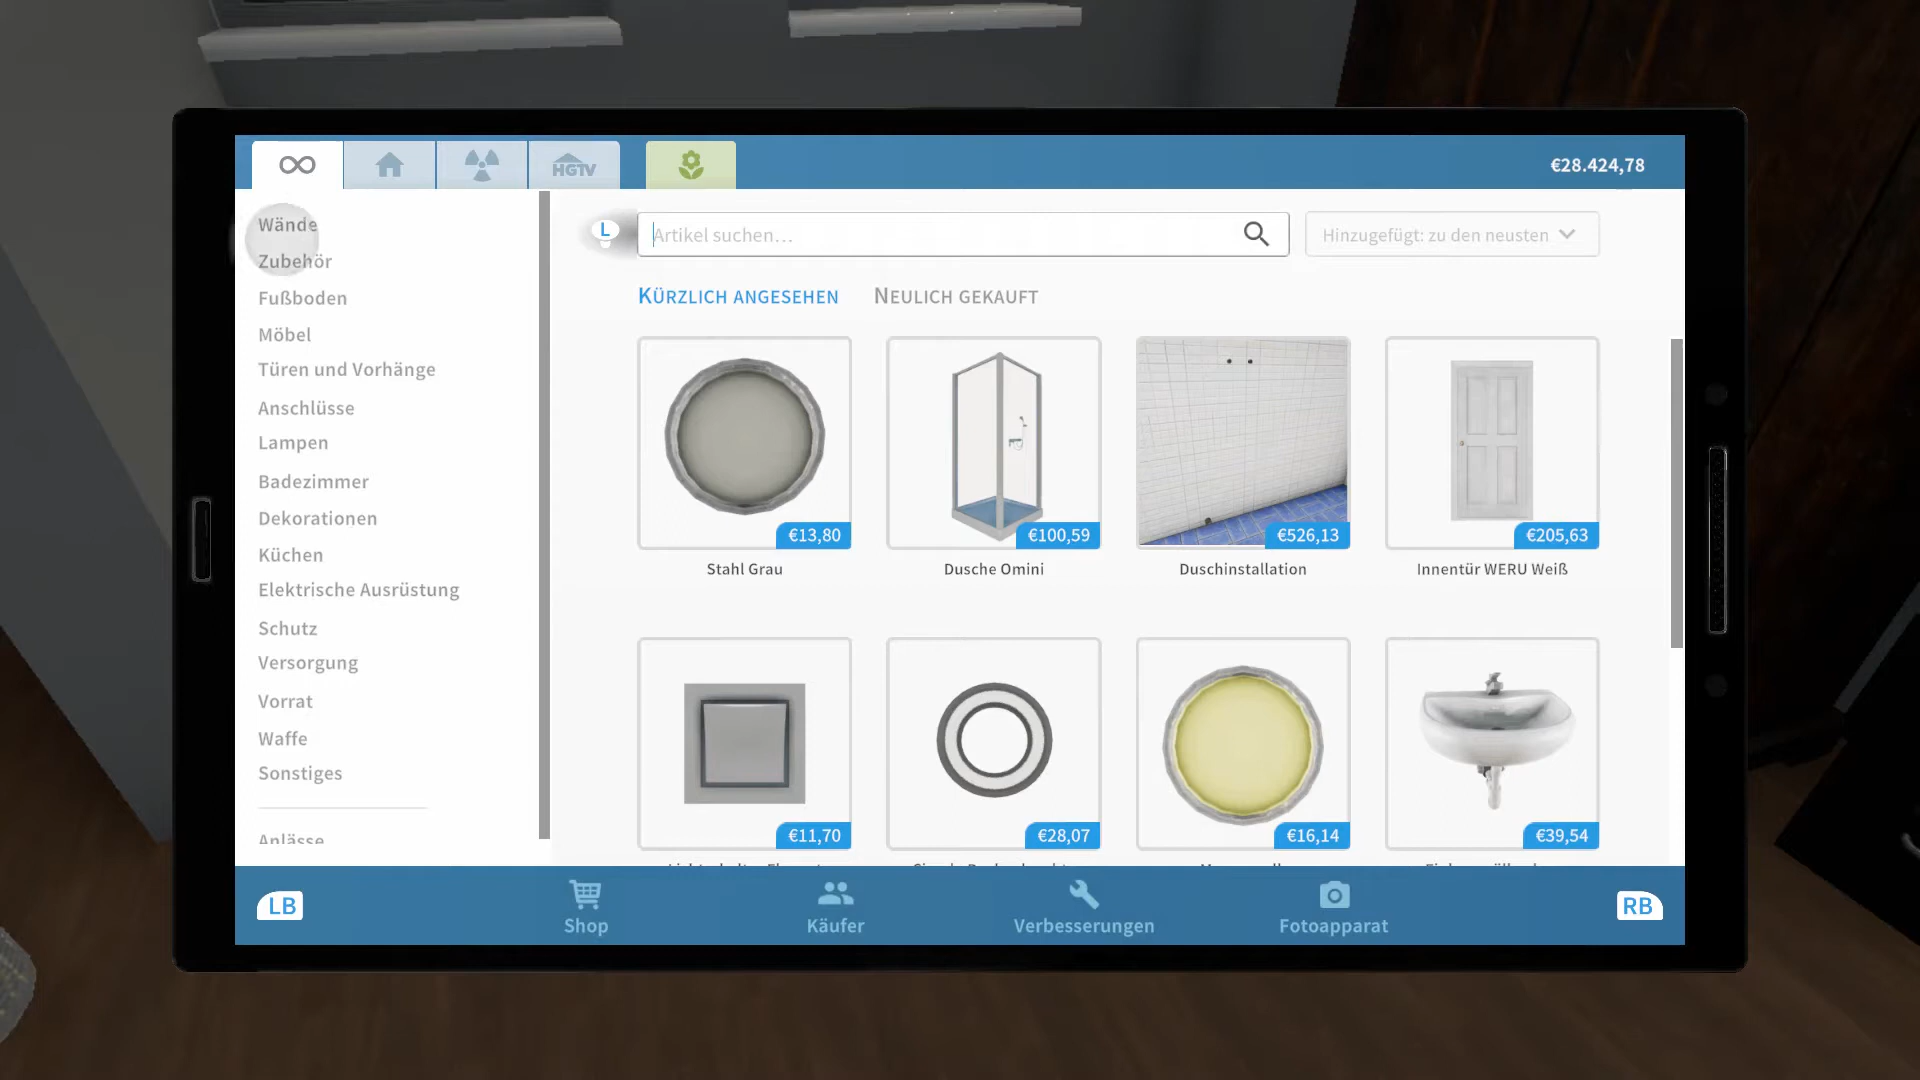 HGTV
€28.424,78
Wände
Zubehör
Fußboden
Möbel
Türen und Vorhänge
Anschlüsse
Lampen
Badezimmer
Dekorationen
Küchen
Elektrische Ausrüstung
Schutz
Versorgung
Vorrat
Waffe
Sonstiges
Anlässe
L
Artikel suchen...
Hinzugefügt: zu den neusten
KÜRZLICH ANGESEHEN
NEULICH GEKAUFT
€13,80
€100,59
€526,13
€205,63
Stahl Grau
Dusche Omini
Duschinstallation
Innentür WERU Weiß
€11,70
€28,07
€16,14
€39,54
LB
Shop
Käufer
Verbesserungen
Fotoapparat
RB